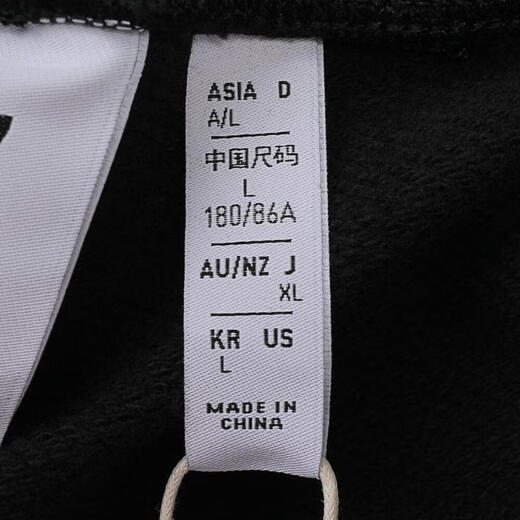 ASIA D
A/L
中国尺码
L
180/86A
AU/NZ J
XL
KR US
L
MADE IN
CHINA